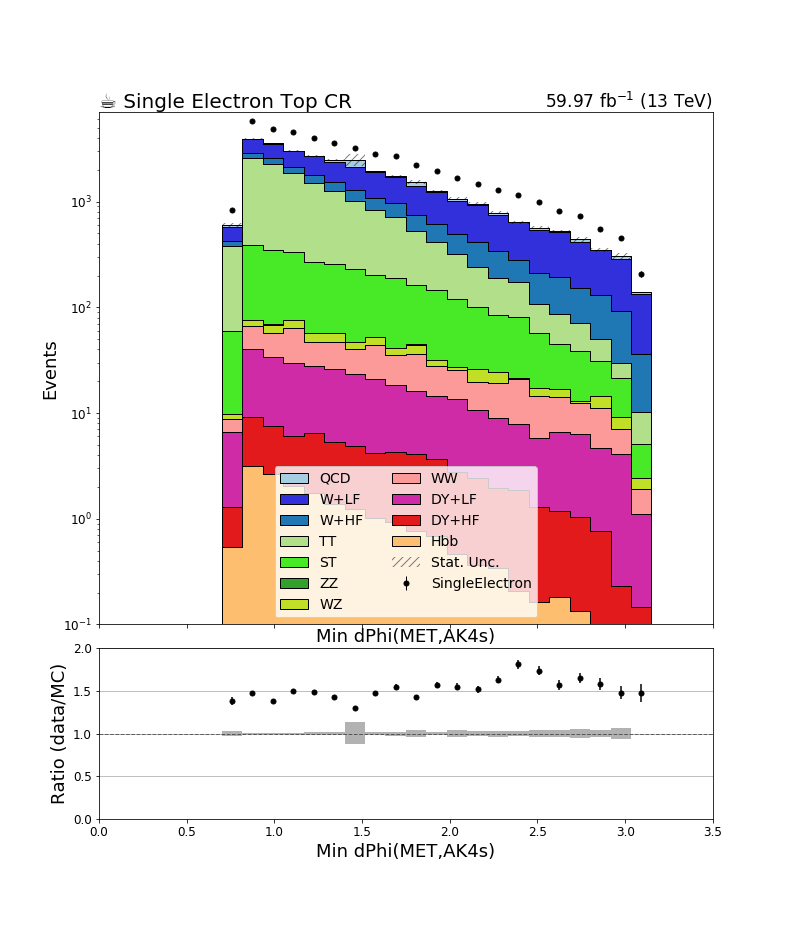 ☕ Single Electron Top CR 59.97 fb⁻¹ (13 TeV)
10³
10²
10¹
10⁰
10⁻¹
Events
QCD WW
W+LF DY+LF
W+HF DY+HF
TT Hbb
ST Stat. Unc.
ZZ SingleElectron
WZ
Min dPhi(MET,AK4s)
2.0
1.5
1.0
0.5
0.0
Ratio (data/MC)
0.0 0.5 1.0 1.5 2.0 2.5 3.0 3.5
Min dPhi(MET,AK4s)